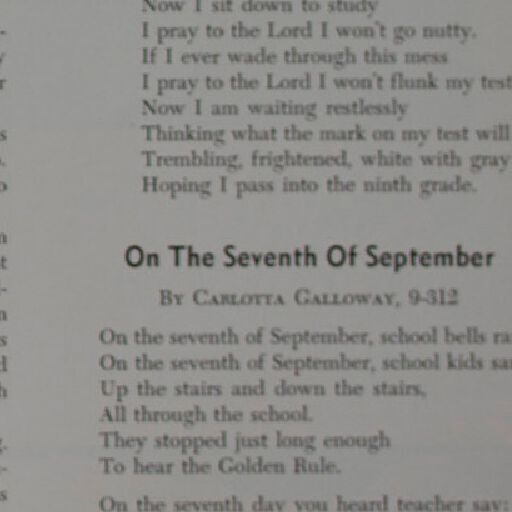 Now I sit down to study
I pray to the Lord I won't go nutty.
If I ever wade through this mess
I pray to the Lord I won't flunk my test
Now I am waiting restlessly
Thinking what the mark on my test will
Trembling, frightened, white with gray
Hoping I pass into the ninth grade.
On The Seventh Of September
By Carlotta Galloway, 9-312
On the seventh of September, school bells ra
On the seventh of September, school kids sa
Up the stairs and down the stairs,
All through the school.
They stopped just long enough
To hear the Golden Rule.
On the seventh day you heard teacher say: